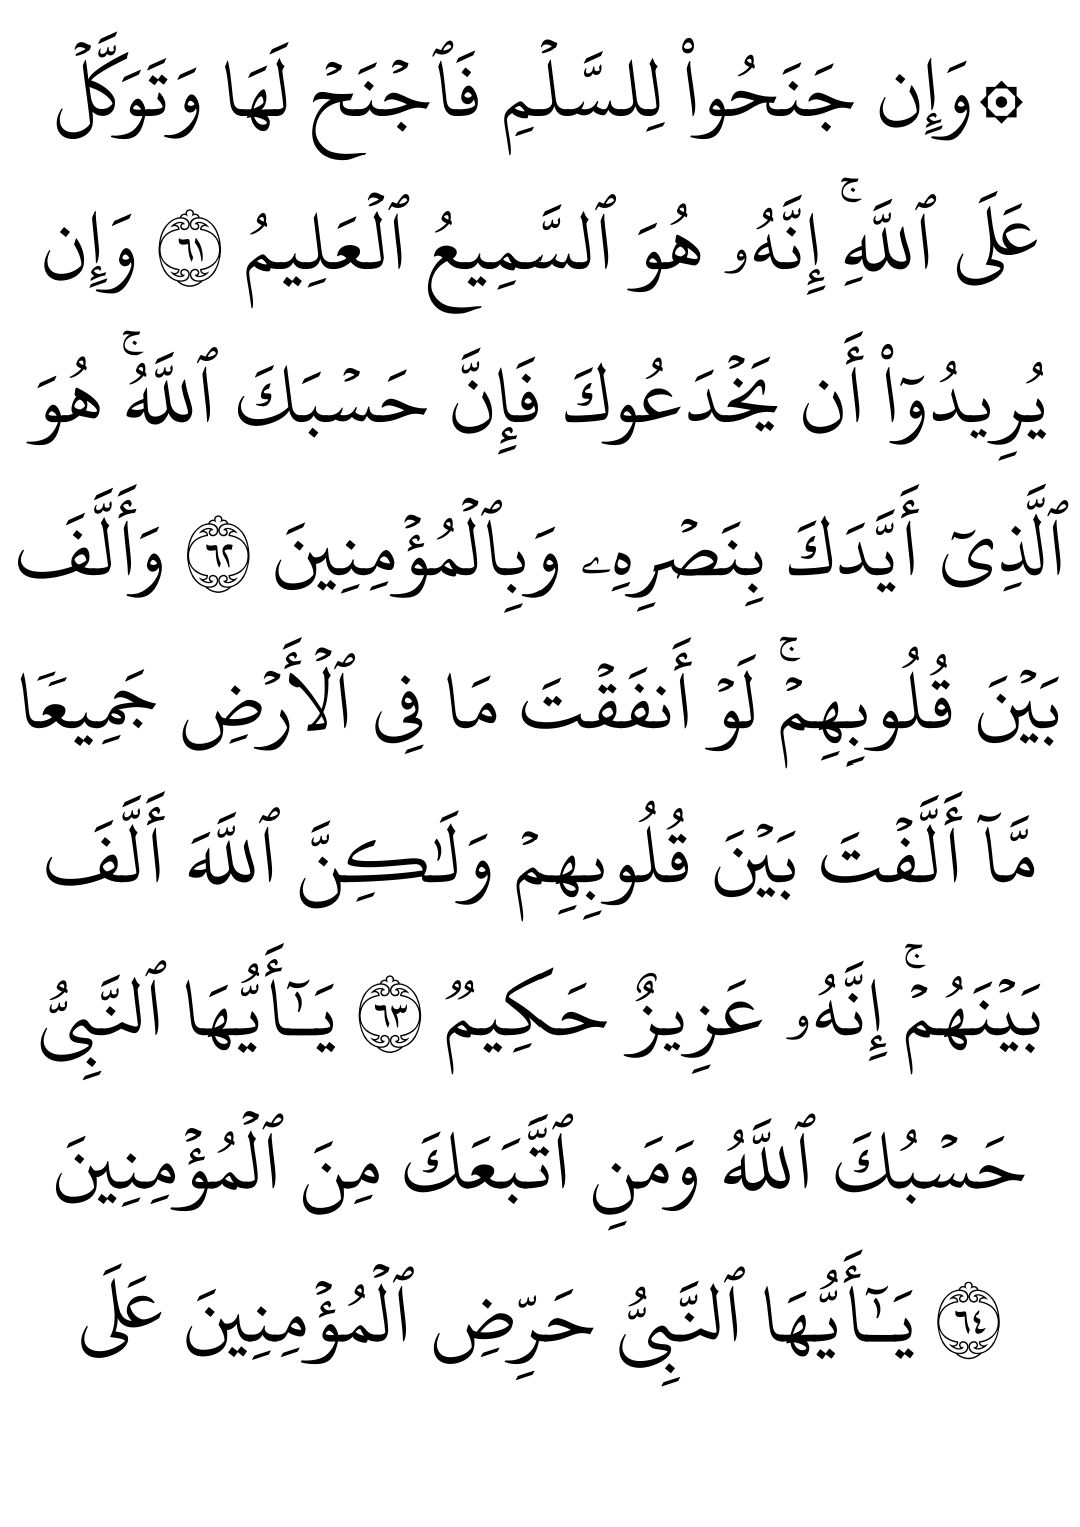 ۞وَإِن جَنَحُوا۟ لِلسَّلْمِ فَٱجْنَحْ لَهَا وَتَوَكَّلْ
عَلَى ٱللَّهِ ۚ إِنَّهُۥ هُوَ ٱلسَّمِيعُ ٱلْعَلِيمُ ۝٦١ وَإِن
يُرِيدُوٓا۟ أَن يَخْدَعُوكَ فَإِنَّ حَسْبَكَ ٱللَّهُ ۚ هُوَ
ٱلَّذِىٓ أَيَّدَكَ بِنَصْرِهِۦ وَبِٱلْمُؤْمِنِينَ ۝٦٢ وَأَلَّفَ
بَيْنَ قُلُوبِهِمْ ۚ لَوْ أَنفَقْتَ مَا فِى ٱلْأَرْضِ جَمِيعًا
مَّآ أَلَّفْتَ بَيْنَ قُلُوبِهِمْ وَلَـٰكِنَّ ٱللَّهَ أَلَّفَ
بَيْنَهُمْ ۚ إِنَّهُۥ عَزِيزٌ حَكِيمٌ ۝٦٣ يَـٰٓأَيُّهَا ٱلنَّبِىُّ
حَسْبُكَ ٱللَّهُ وَمَنِ ٱتَّبَعَكَ مِنَ ٱلْمُؤْمِنِينَ
۝٦٤ يَـٰٓأَيُّهَا ٱلنَّبِىُّ حَرِّضِ ٱلْمُؤْمِنِينَ عَلَى